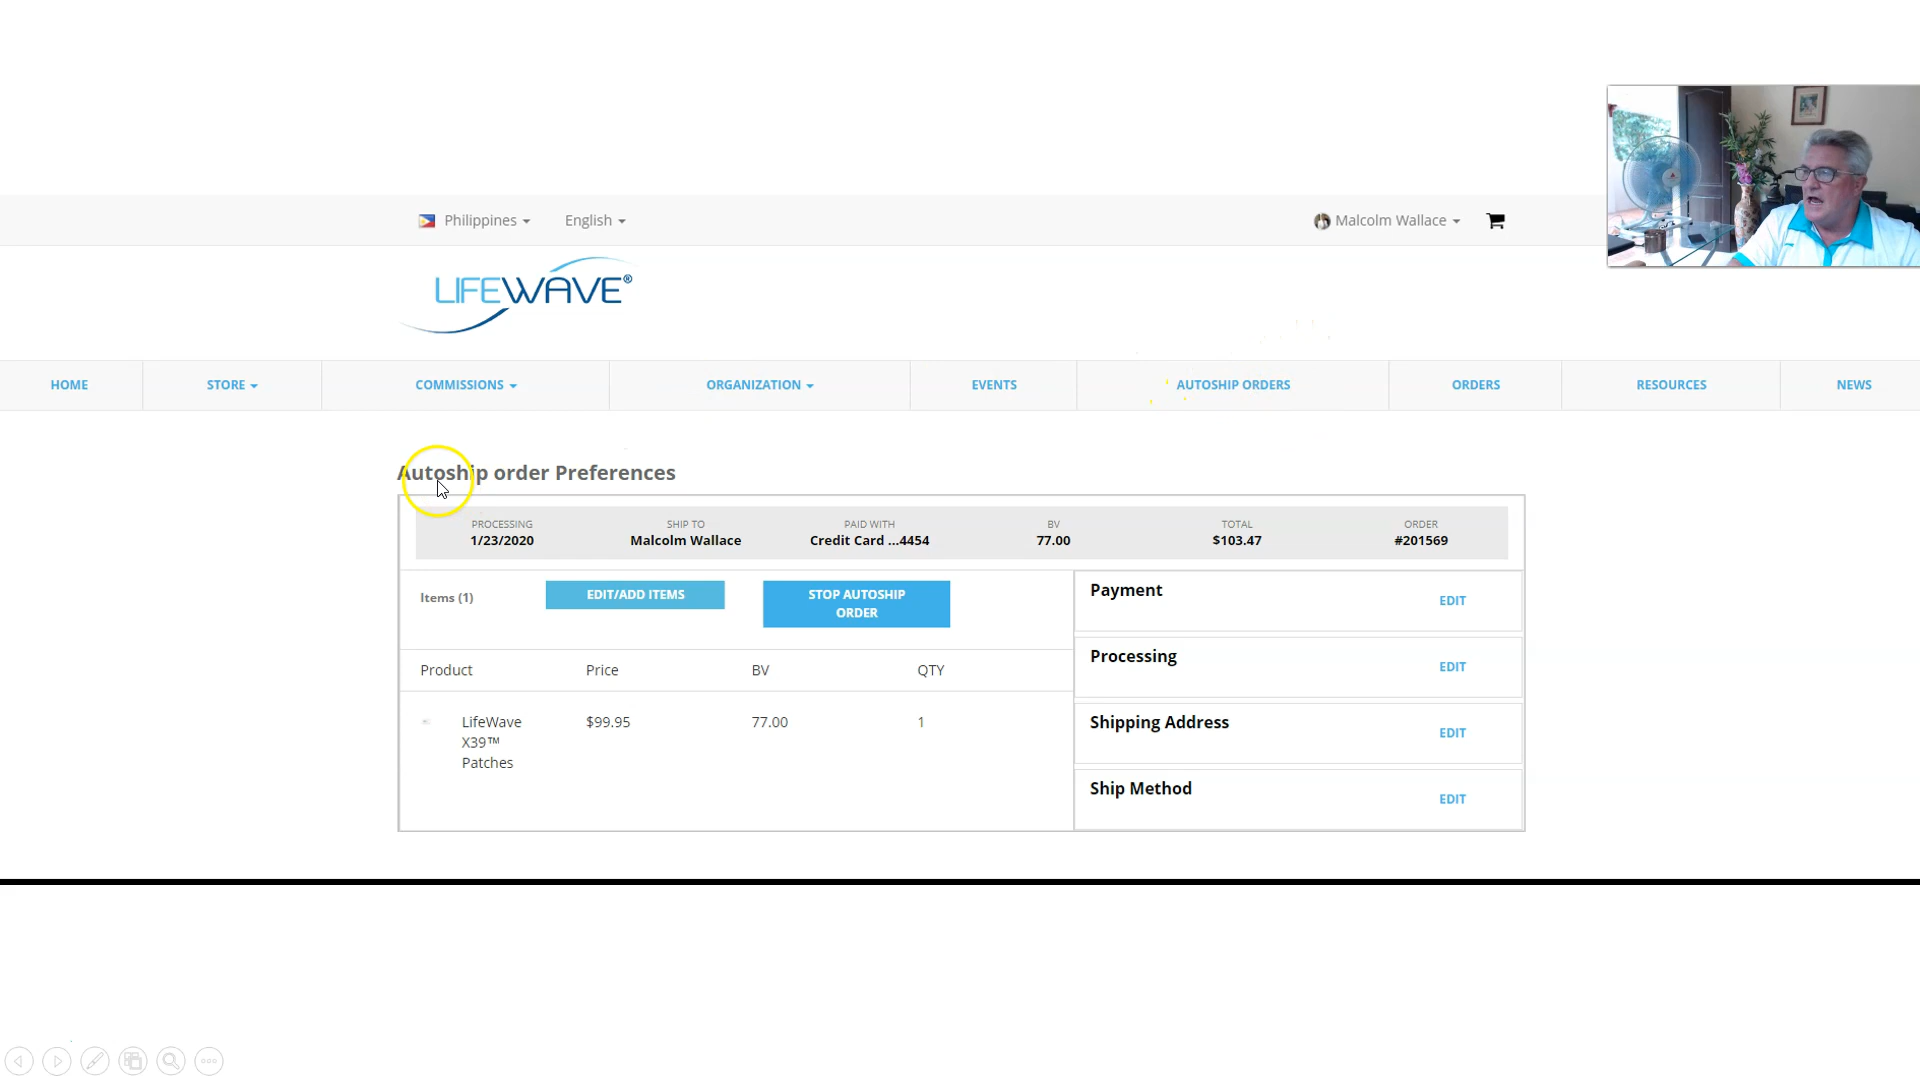 Philippines English Malcolm Wallace
LIFEWAVE®
HOME STORE COMMISSIONS ORGANIZATION EVENTS AUTOSHIP ORDERS ORDERS RESOURCES NEWS
Autoship order Preferences
PROCESSING SHIP TO PAID WITH BV TOTAL ORDER
1/23/2020 Malcolm Wallace Credit Card ...4454 77.00 $103.47 #201569
Items (1) EDIT/ADD ITEMS STOP AUTOSHIP
ORDER
Payment EDIT
Processing EDIT
Shipping Address EDIT
Ship Method EDIT
Product Price BV QTY
LifeWave $99.95 77.00 1
X39™
Patches